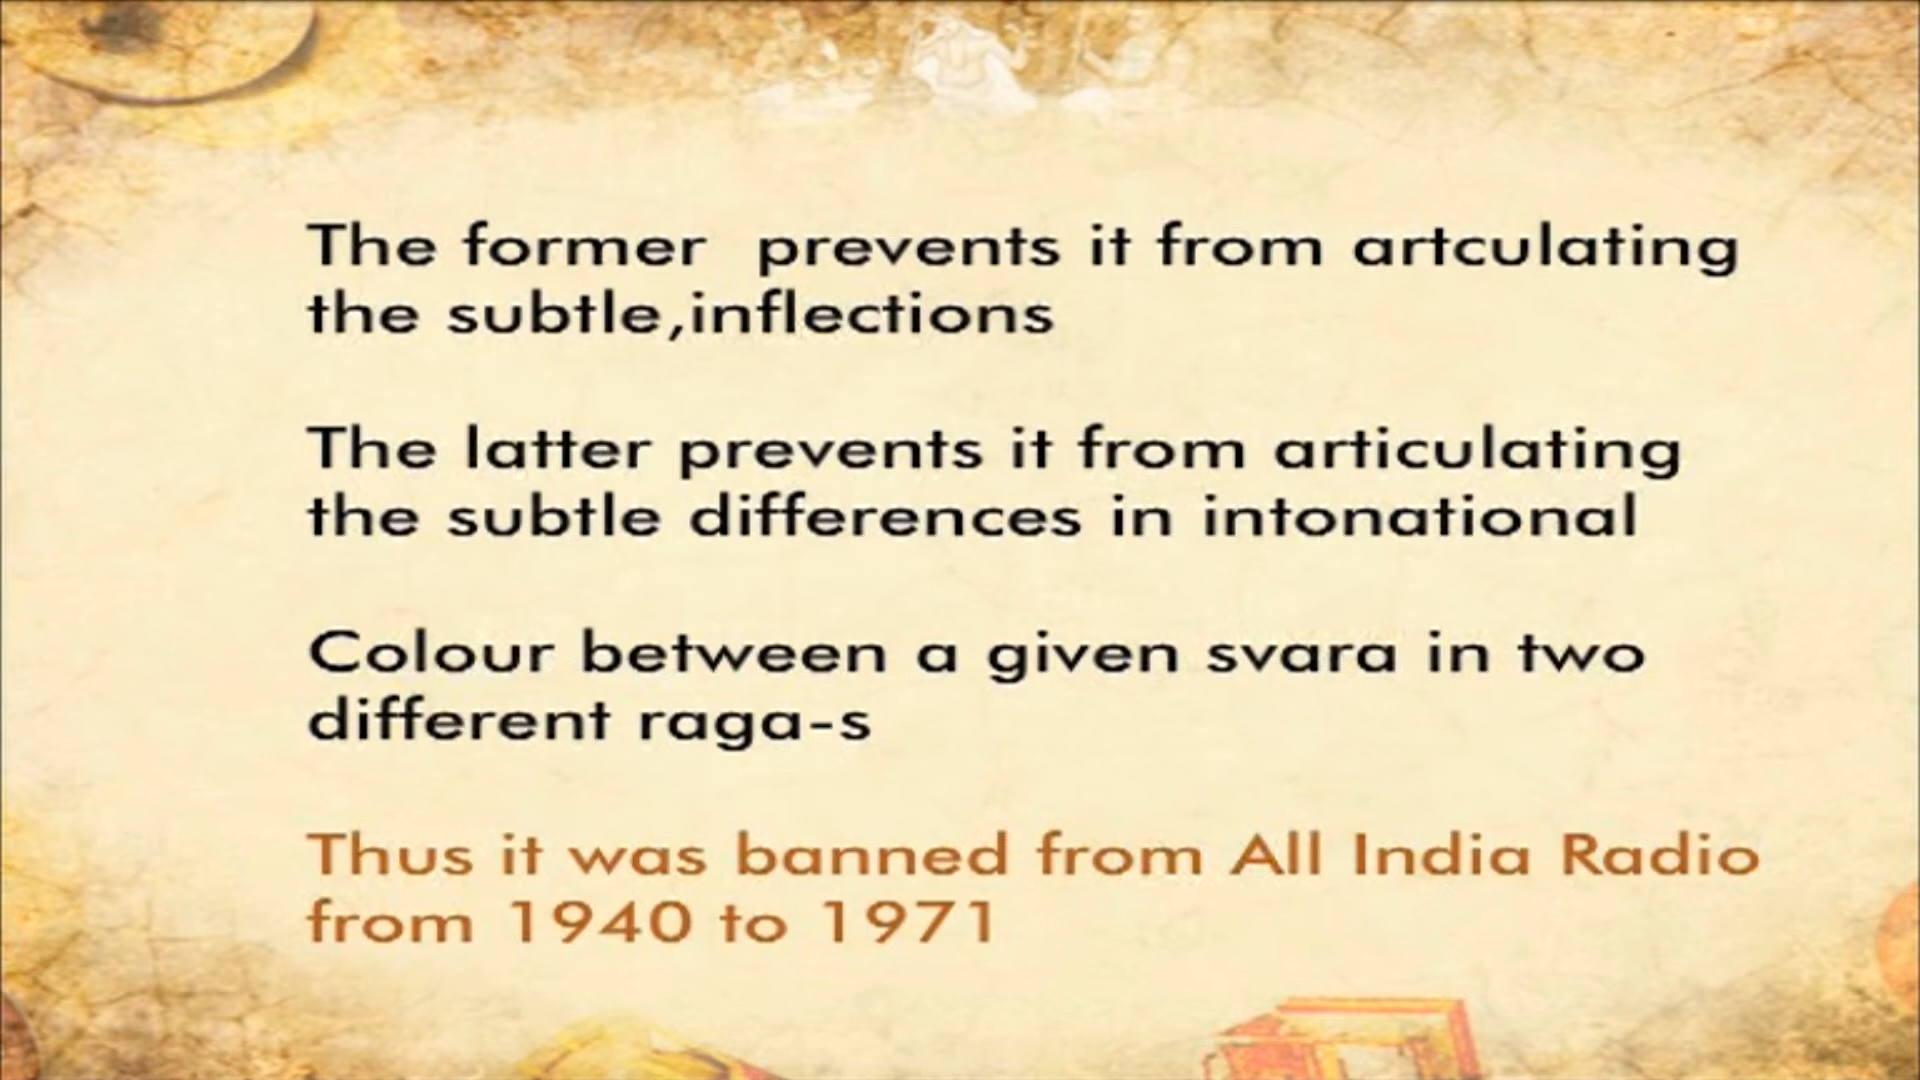 The former prevents it from artculating
the subtle,inflections
The latter prevents it from articulating
the subtle differences in intonational
Colour between a given svara in two
different raga-s
Thus it was banned from All India Radio
from 1940 to 1971